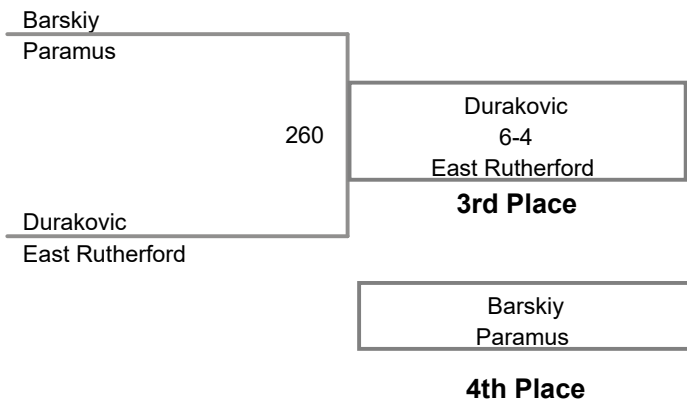 Barskiy
Paramus
260
Durakovic
6-4
East Rutherford
3rd Place
Durakovic
East Rutherford
Barskiy
Paramus
4th Place